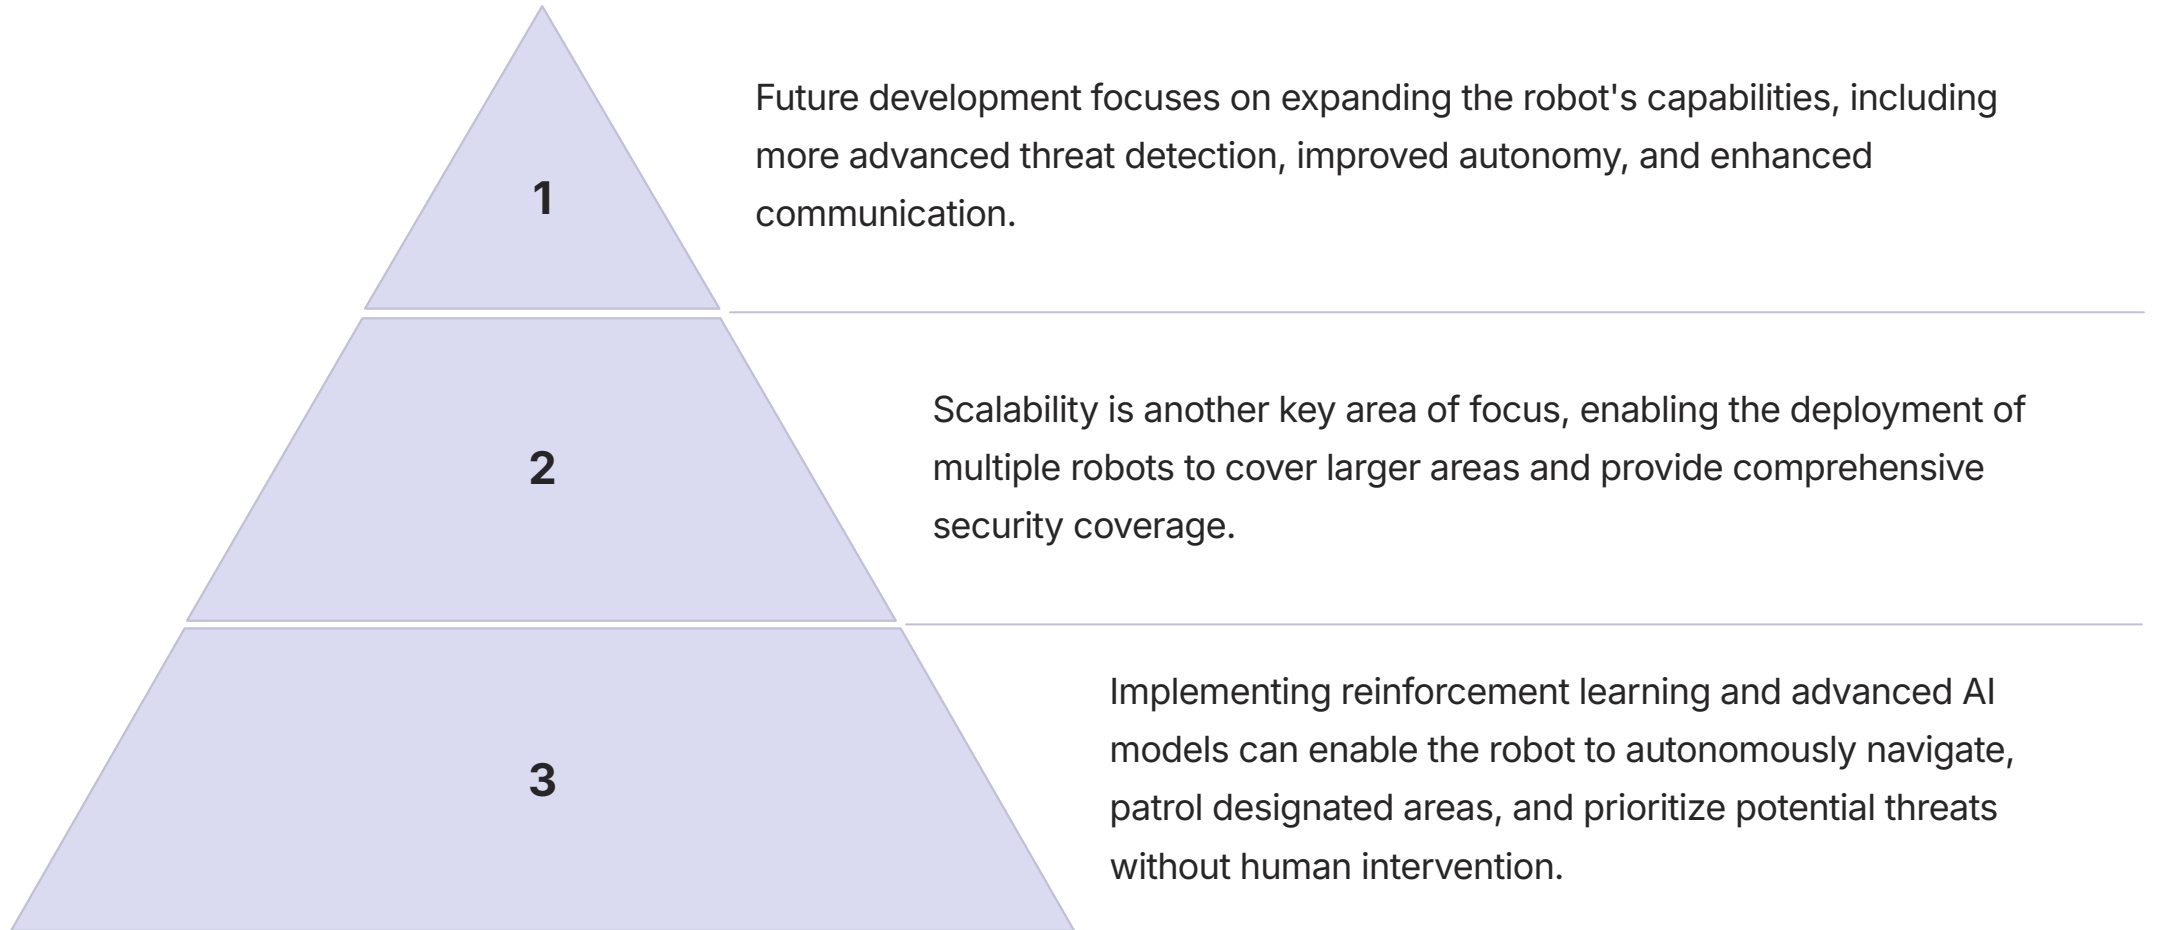 1
Future development focuses on expanding the robot's capabilities, including
more advanced threat detection, improved autonomy, and enhanced
communication.
2
Scalability is another key area of focus, enabling the deployment of
multiple robots to cover larger areas and provide comprehensive
security coverage.
3
Implementing reinforcement learning and advanced AI
models can enable the robot to autonomously navigate,
patrol designated areas, and prioritize potential threats
without human intervention.